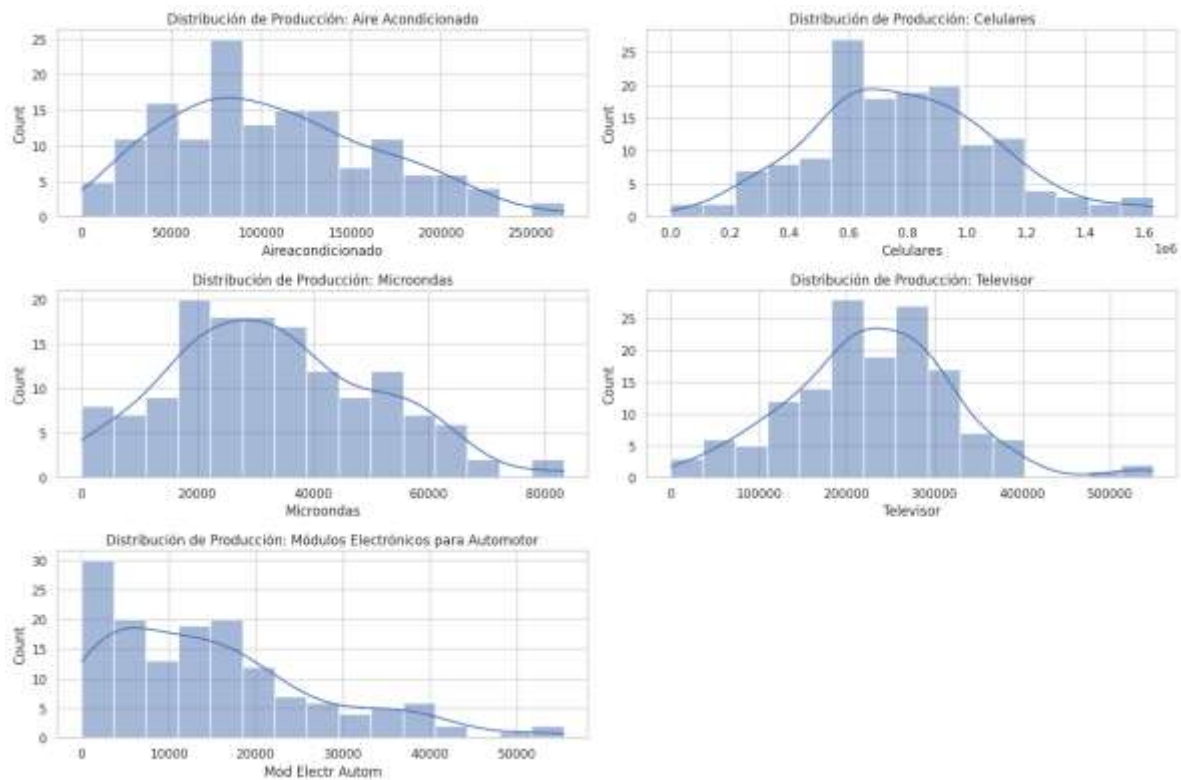 Distribución de Producción: Aire Acondicionado
Count
25
20
15
10
5
0
0 50000 100000 150000 200000 250000
Aireacondicionado
Distribución de Producción: Celulares
Count
25
20
15
10
5
0
0.0 0.2 0.4 0.6 0.8 1.0 1.2 1.4 1.6
1e6
Celulares
Distribución de Producción: Microondas
Count
20
15
10
5
0
0 20000 40000 60000 80000
Microondas
Distribución de Producción: Televisor
Count
25
20
15
10
5
0
0 100000 200000 300000 400000 500000
Televisor
Distribución de Producción: Módulos Electrónicos para Automotor
Count
30
25
20
15
10
5
0
0 10000 20000 30000 40000 50000
Mod Electr Autom